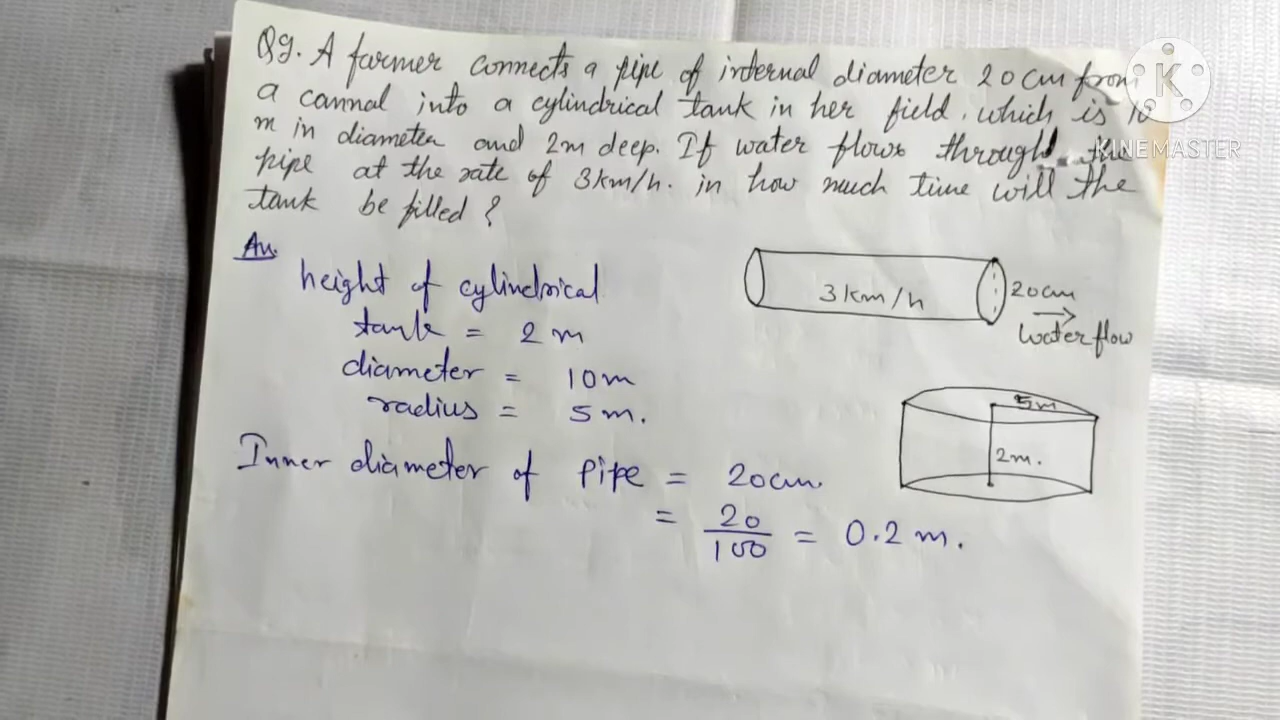 Q9. A farmer connects a pipe of internal diameter 20 cm from
a cannal into a cylindrical tank in her field, which is 10
m in diameter and 2m deep. If water flows through the
pipe at the rate of 3km/h. in how much time will the
tank be filled ?
An.
height of cylindrical
tank = 2 m
diameter = 10m
radius = 5 m.
Inner diameter of pipe = 20cm
= 20/100 = 0.2 m.
3km/h
20cm
→
Water flow
5m
2m.
K
KINEMASTER